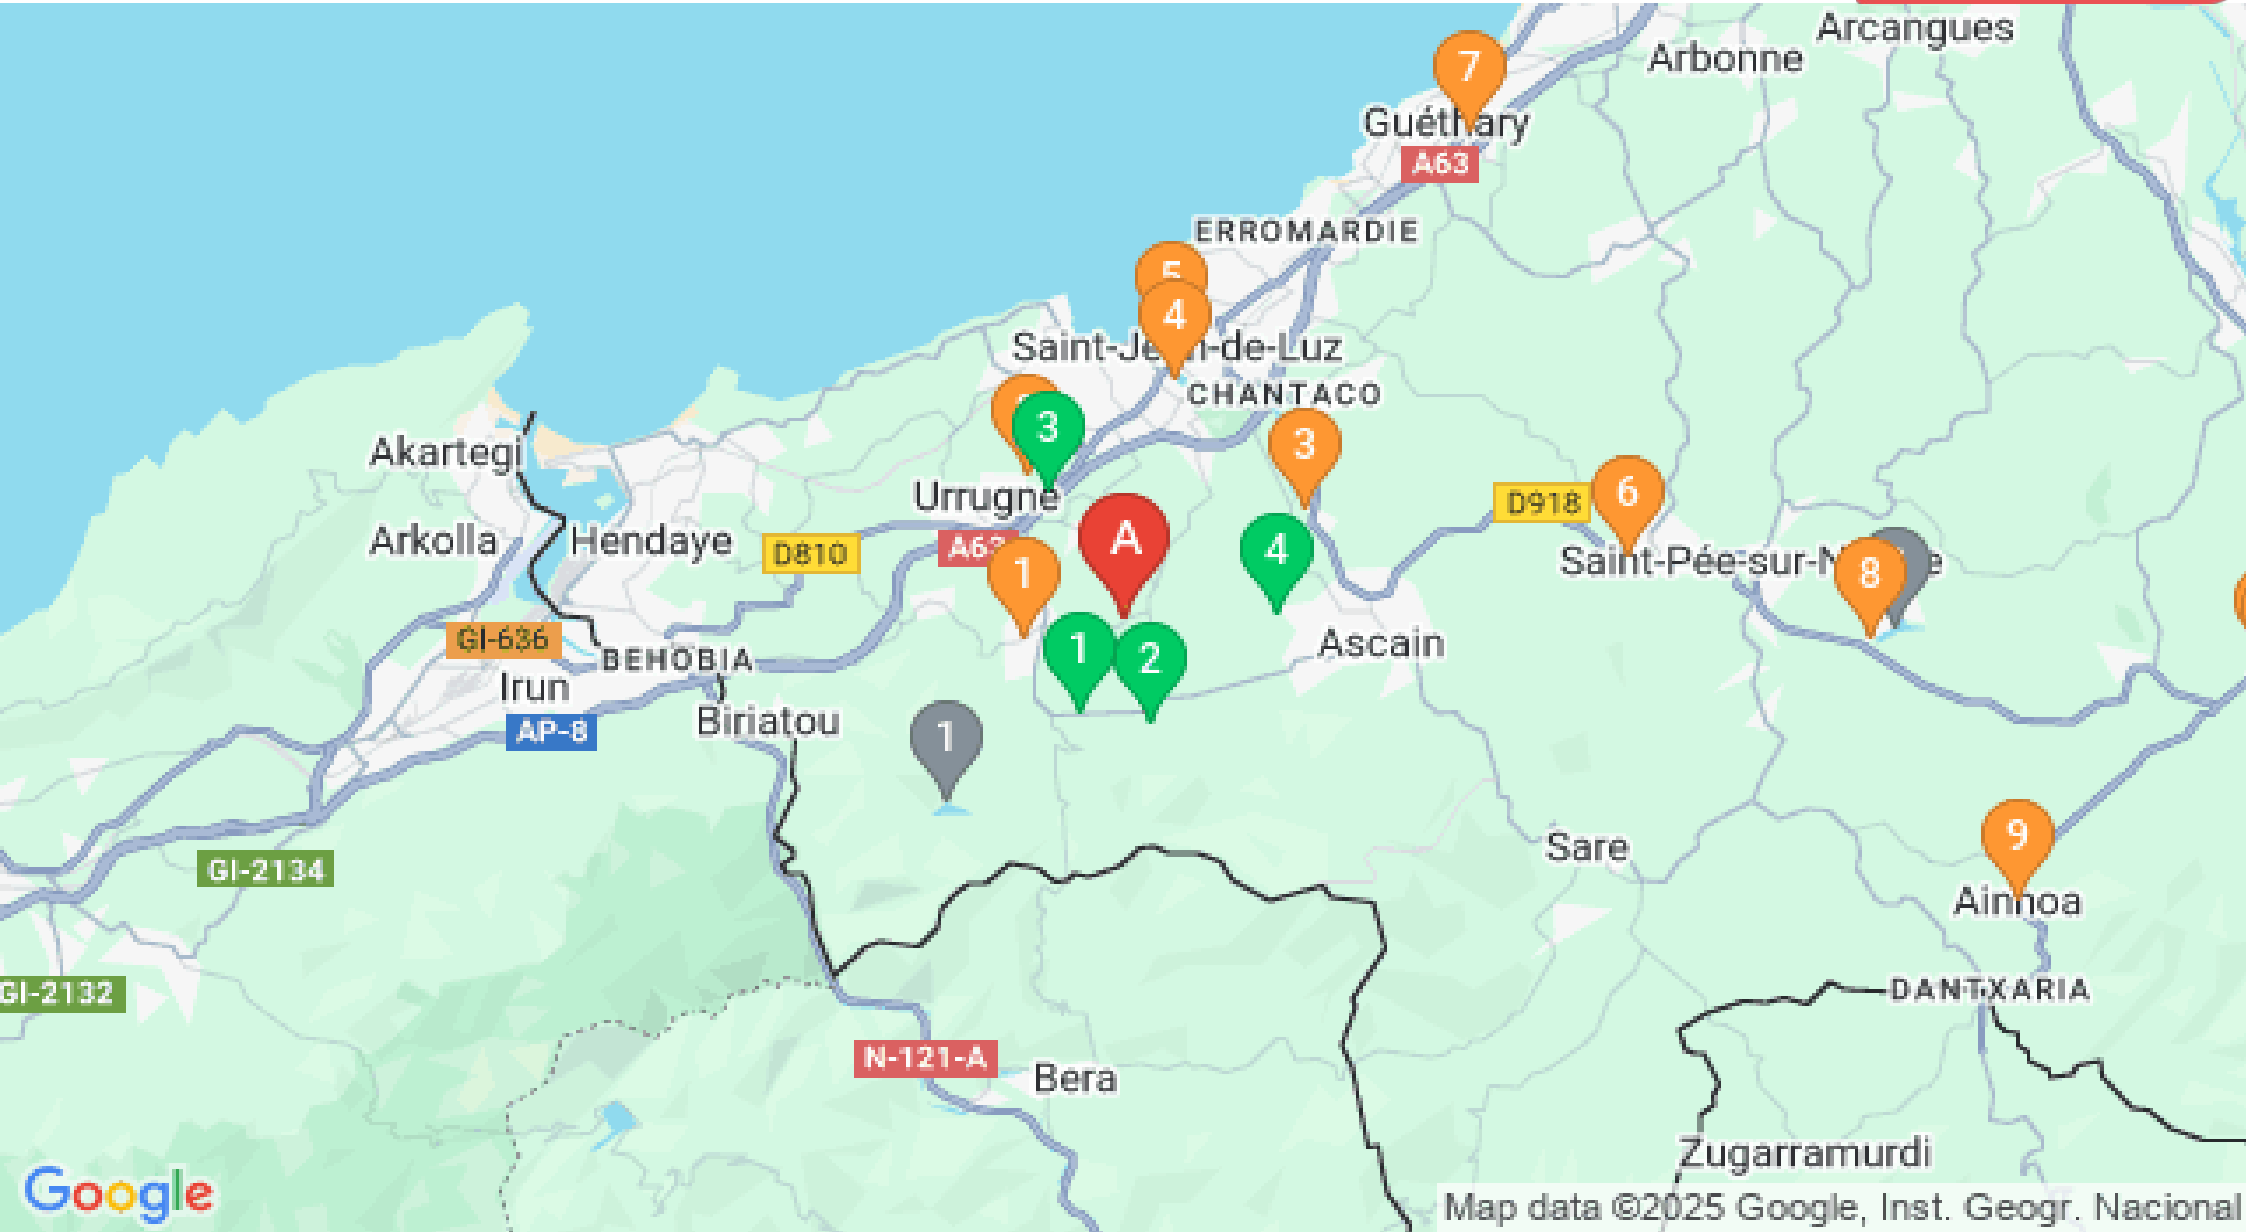 Arcangues
Arbonne
7
Guéthary
A63
ERROMARDIE
5
4
Saint-Jean-de-Luz
CHANTACO
3
3
Akartegi
Urrugne
D918
6
A
4
Arkolla
Hendaye
D810
A63
1
Saint-Pée-sur-N
e
8
GI-636
BEHOBIA
1
2
Ascain
Irun
Biriatou
AP-8
1
Sare
9
GI-2134
Ainhoa
GI-2132
DANTXARIA
N-121-A
Bera
Zugarramurdi
Google
Map data ©2025 Google, Inst. Geogr. Nacional